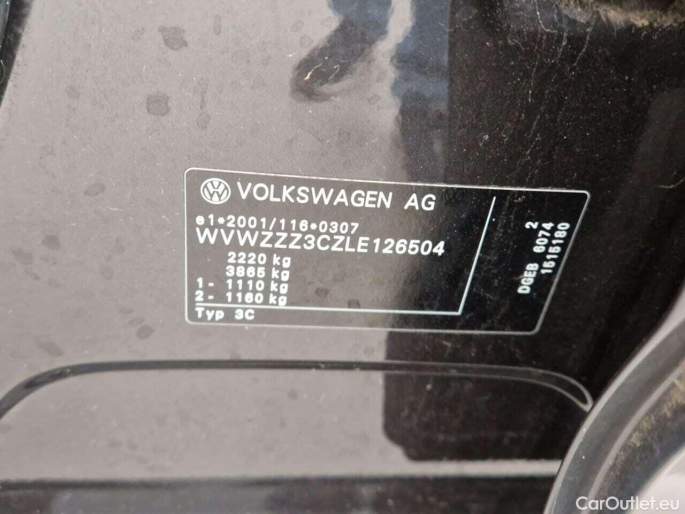 VOLKSWAGEN AG
e1*2001/116*0307
WVWZZZ3CZLE126504
2220 kg
3865 kg
1 - 1110 kg
2 - 1160 kg
Typ 3C
2
DGEB 6074
1515180
CarOutlet.eu